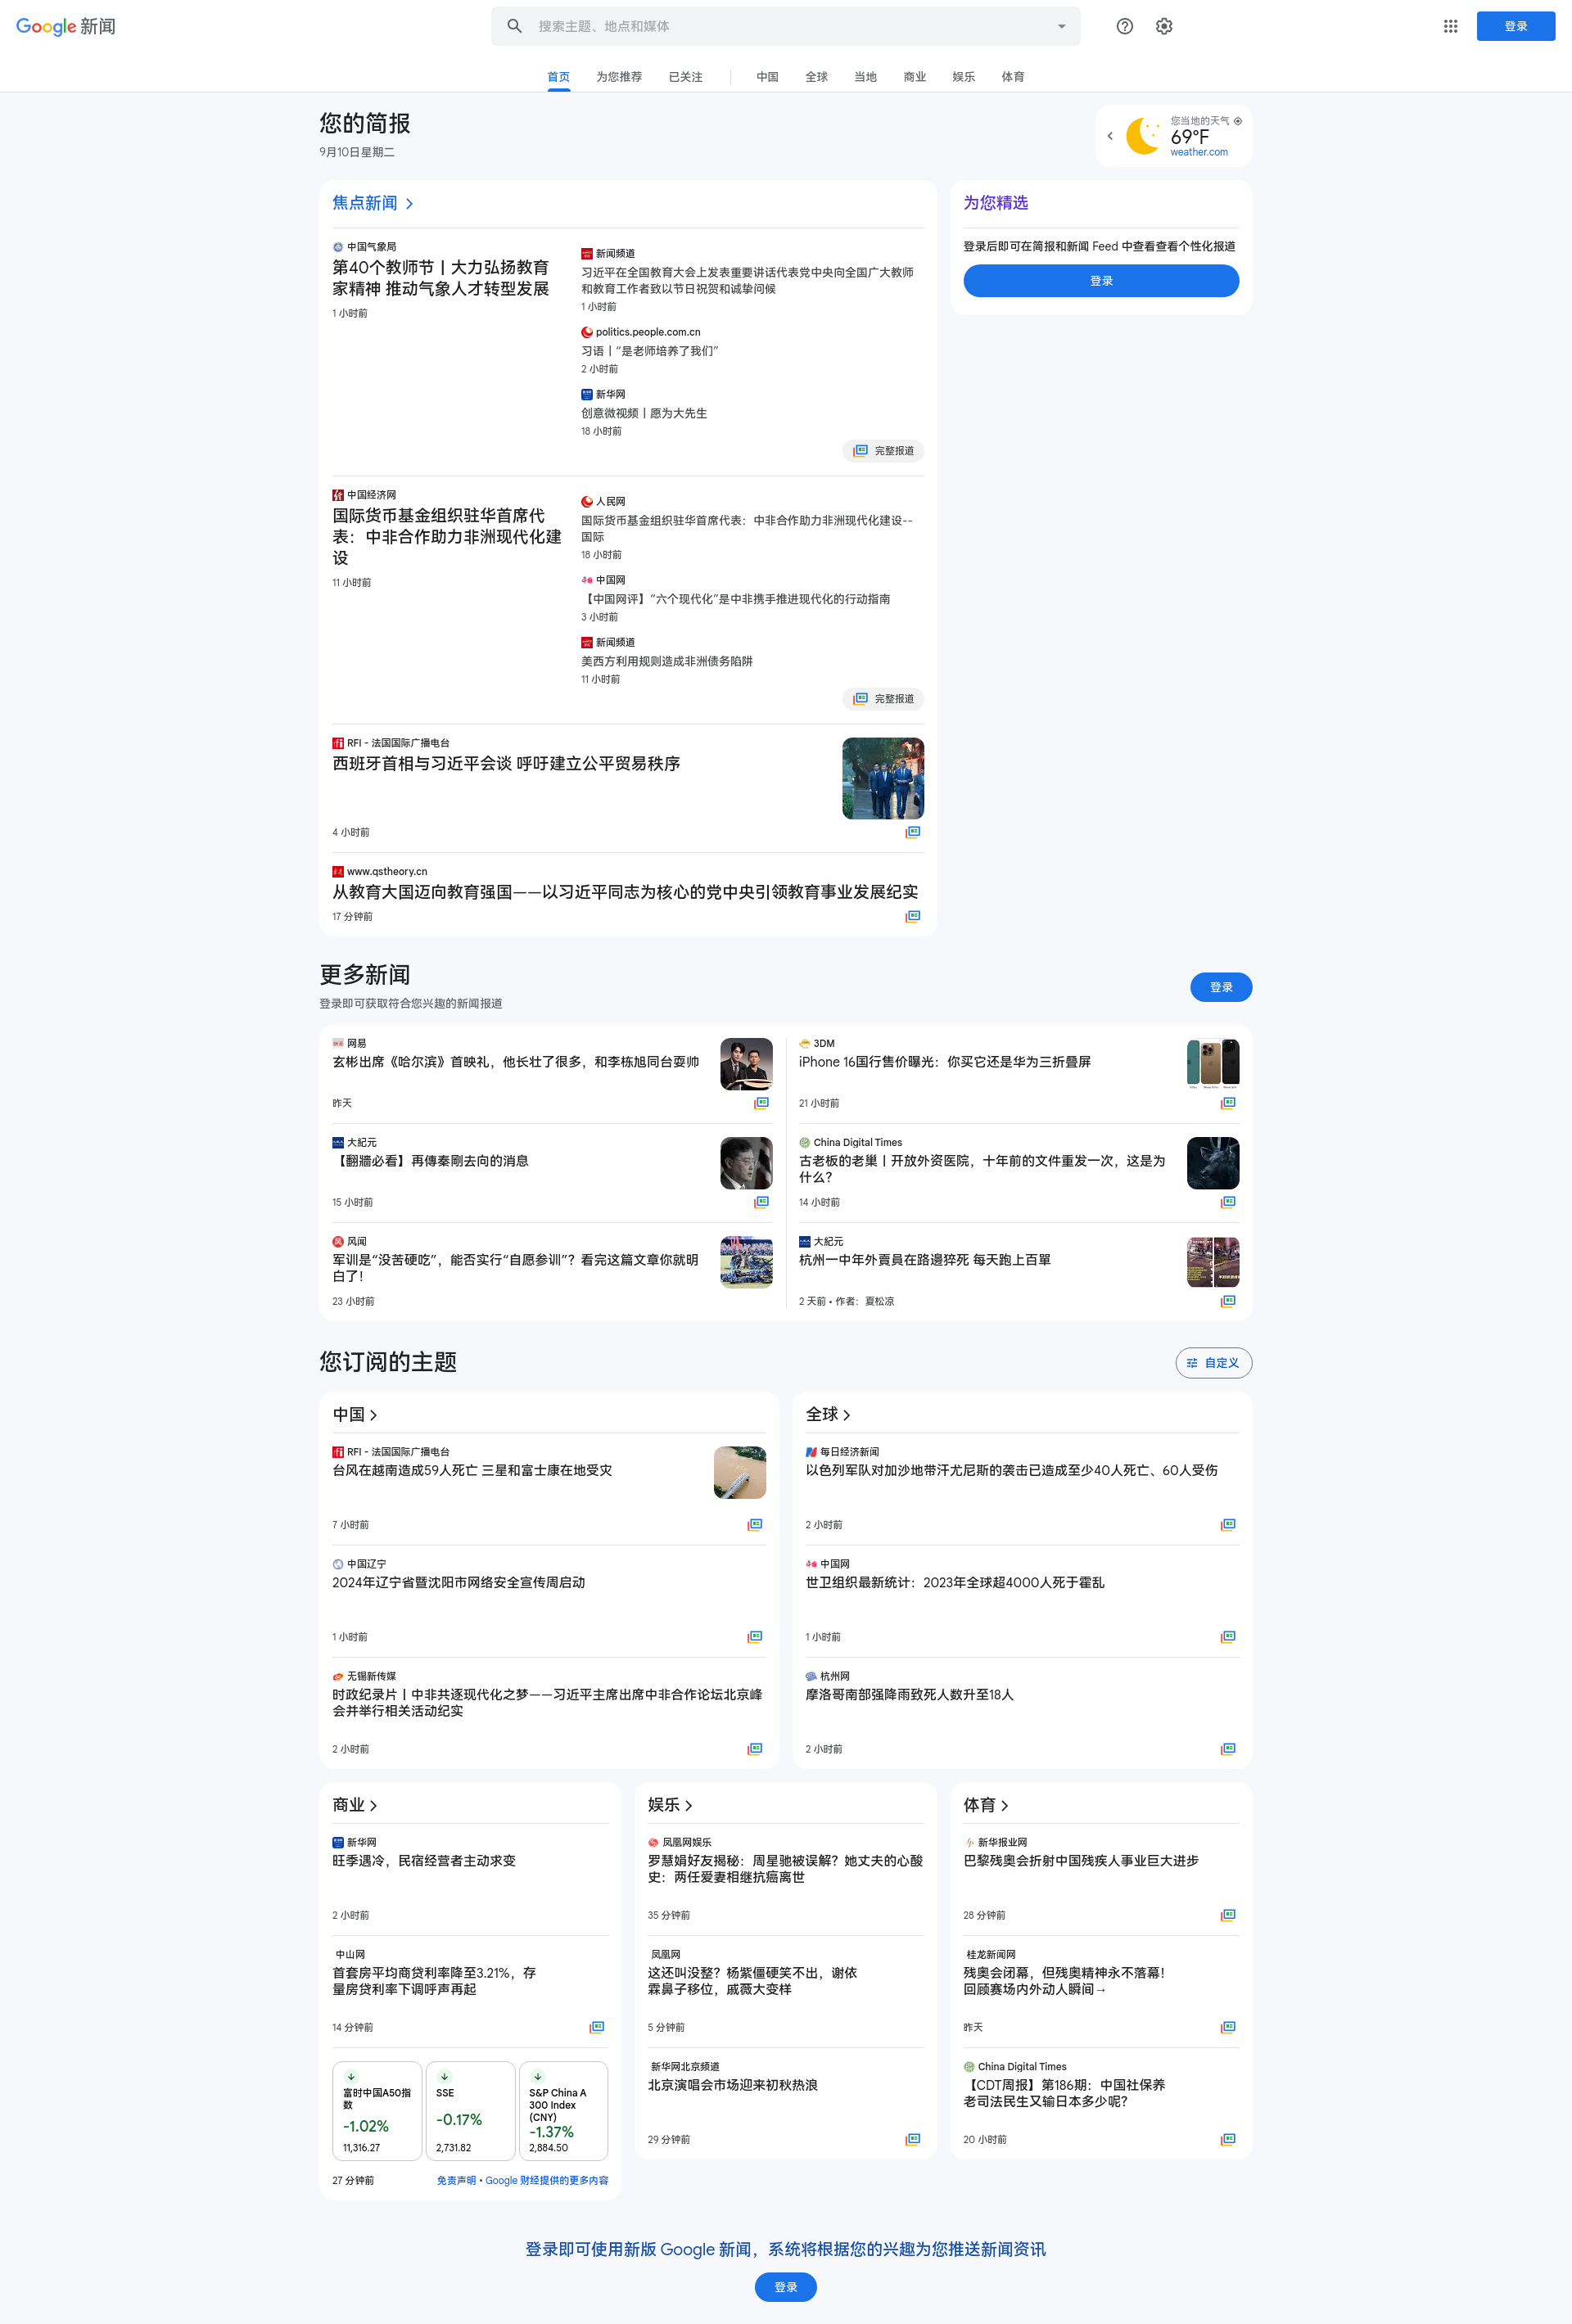 Google 新闻
搜索主题、地点和媒体
登录
首页
为您推荐
已关注
中国
全球
当地
商业
娱乐
体育
您的简报
9月10日星期二
您当地的天气
69°F
weather.com
焦点新闻
中国气象局
第40个教师节丨大力弘扬教育
家精神 推动气象人才转型发展
1 小时前
新闻频道
习近平在全国教育大会上发表重要讲话代表党中央向全国广大教师
和教育工作者致以节日祝贺和诚挚问候
1 小时前
politics.people.com.cn
习语丨“是老师培养了我们”
2 小时前
新华网
创意微视频丨愿为大先生
18 小时前
完整报道
中国经济网
国际货币基金组织驻华首席代
表：中非合作助力非洲现代化建
设
11 小时前
人民网
国际货币基金组织驻华首席代表：中非合作助力非洲现代化建设--
国际
18 小时前
中国网
【中国网评】“六个现代化”是中非携手推进现代化的行动指南
3 小时前
新闻频道
美西方利用规则造成非洲债务陷阱
11 小时前
完整报道
RFI - 法国国际广播电台
西班牙首相与习近平会谈 呼吁建立公平贸易秩序
4 小时前
www.qstheory.cn
从教育大国迈向教育强国——以习近平同志为核心的党中央引领教育事业发展纪实
17 分钟前
为您精选
登录后即可在简报和新闻 Feed 中查看查看个性化报道
登录
更多新闻
登录即可获取符合您兴趣的新闻报道
登录
网易
玄彬出席《哈尔滨》首映礼，他长壮了很多，和李栋旭同台耍帅
昨天
大紀元
【翻牆必看】再傳秦剛去向的消息
15 小时前
风闻
军训是“没苦硬吃”，能否实行“自愿参训”？看完这篇文章你就明
白了！
23 小时前
3DM
iPhone 16国行售价曝光：你买它还是华为三折叠屏
21 小时前
China Digital Times
古老板的老巢丨开放外资医院，十年前的文件重发一次，这是为
什么？
14 小时前
大紀元
杭州一中年外賣員在路邊猝死 每天跑上百單
2 天前 • 作者：夏松凉
您订阅的主题
自定义
中国
RFI - 法国国际广播电台
台风在越南造成59人死亡 三星和富士康在地受灾
7 小时前
中国辽宁
2024年辽宁省暨沈阳市网络安全宣传周启动
1 小时前
无锡新传媒
时政纪录片丨中非共逐现代化之梦——习近平主席出席中非合作论坛北京峰
会并举行相关活动纪实
2 小时前
全球
每日经济新闻
以色列军队对加沙地带汗尤尼斯的袭击已造成至少40人死亡、60人受伤
2 小时前
中国网
世卫组织最新统计：2023年全球超4000人死于霍乱
1 小时前
杭州网
摩洛哥南部强降雨致死人数升至18人
2 小时前
商业
新华网
旺季遇冷，民宿经营者主动求变
2 小时前
中山网
首套房平均商贷利率降至3.21%，存
量房贷利率下调呼声再起
14 分钟前
富时中国A50指
数
-1.02%
11,316.27
SSE
-0.17%
2,731.82
S&P China A
300 Index
(CNY)
-1.37%
2,884.50
27 分钟前
免责声明 • Google 财经提供的更多内容
娱乐
凤凰网娱乐
罗慧娟好友揭秘：周星驰被误解？她丈夫的心酸
史：两任爱妻相继抗癌离世
35 分钟前
凤凰网
这还叫没整？杨紫僵硬笑不出，谢依
霖鼻子移位，戚薇大变样
5 分钟前
新华网北京频道
北京演唱会市场迎来初秋热浪
29 分钟前
体育
新华报业网
巴黎残奥会折射中国残疾人事业巨大进步
28 分钟前
桂龙新闻网
残奥会闭幕，但残奥精神永不落幕！
回顾赛场内外动人瞬间→
昨天
China Digital Times
【CDT周报】第186期：中国社保养
老司法民生又输日本多少呢？
20 小时前
登录即可使用新版 Google 新闻，系统将根据您的兴趣为您推送新闻资讯
登录